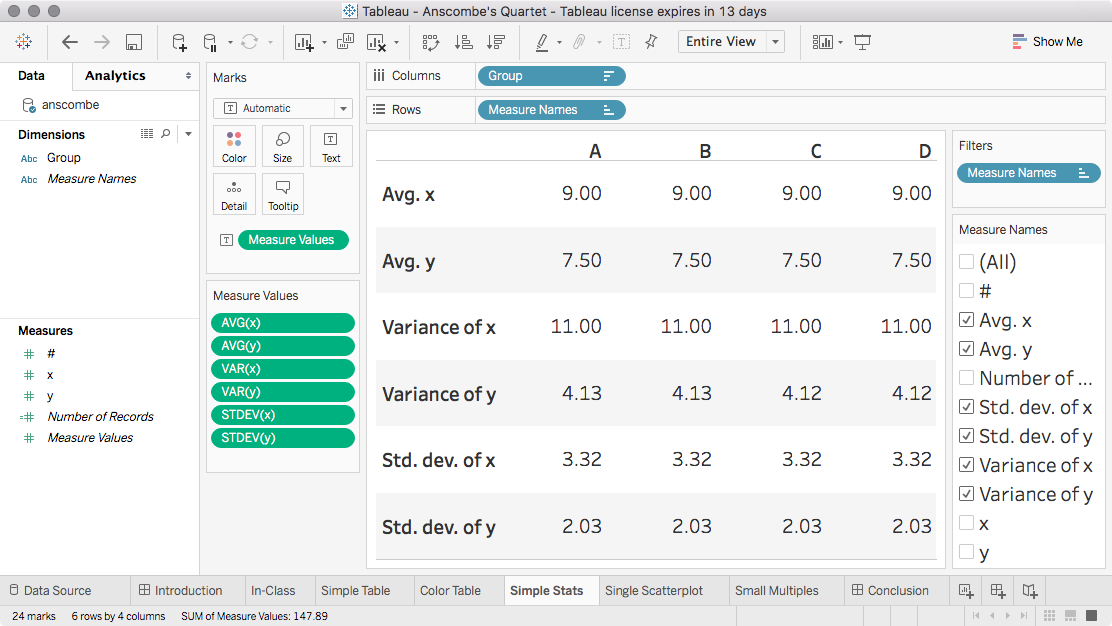 Tableau - Anscombe's Quartet - Tableau license expires in 13 days
Entire View
Show Me
Data
Analytics
anscombe
Dimensions
Abc Group
Abc Measure Names
Measures
# #
# x
# y
=# Number of Records
# Measure Values
Marks
T Automatic
Color
Size
T Text
Detail
Tooltip
T Measure Values
Measure Values
AVG(x)
AVG(y)
VAR(x)
VAR(y)
STDEV(x)
STDEV(y)
Columns Group
Rows Measure Names
A B C D
Avg. x 9.00 9.00 9.00 9.00
Avg. y 7.50 7.50 7.50 7.50
Variance of x 11.00 11.00 11.00 11.00
Variance of y 4.13 4.13 4.12 4.12
Std. dev. of x 3.32 3.32 3.32 3.32
Std. dev. of y 2.03 2.03 2.03 2.03
Filters
Measure Names
Measure Names
(All)
#
Avg. x
Avg. y
Number of ...
Std. dev. of x
Std. dev. of y
Variance of x
Variance of y
x
y
Data Source Introduction In-Class Simple Table Color Table Simple Stats Single Scatterplot Small Multiples Conclusion
24 marks 6 rows by 4 columns SUM of Measure Values: 147.89